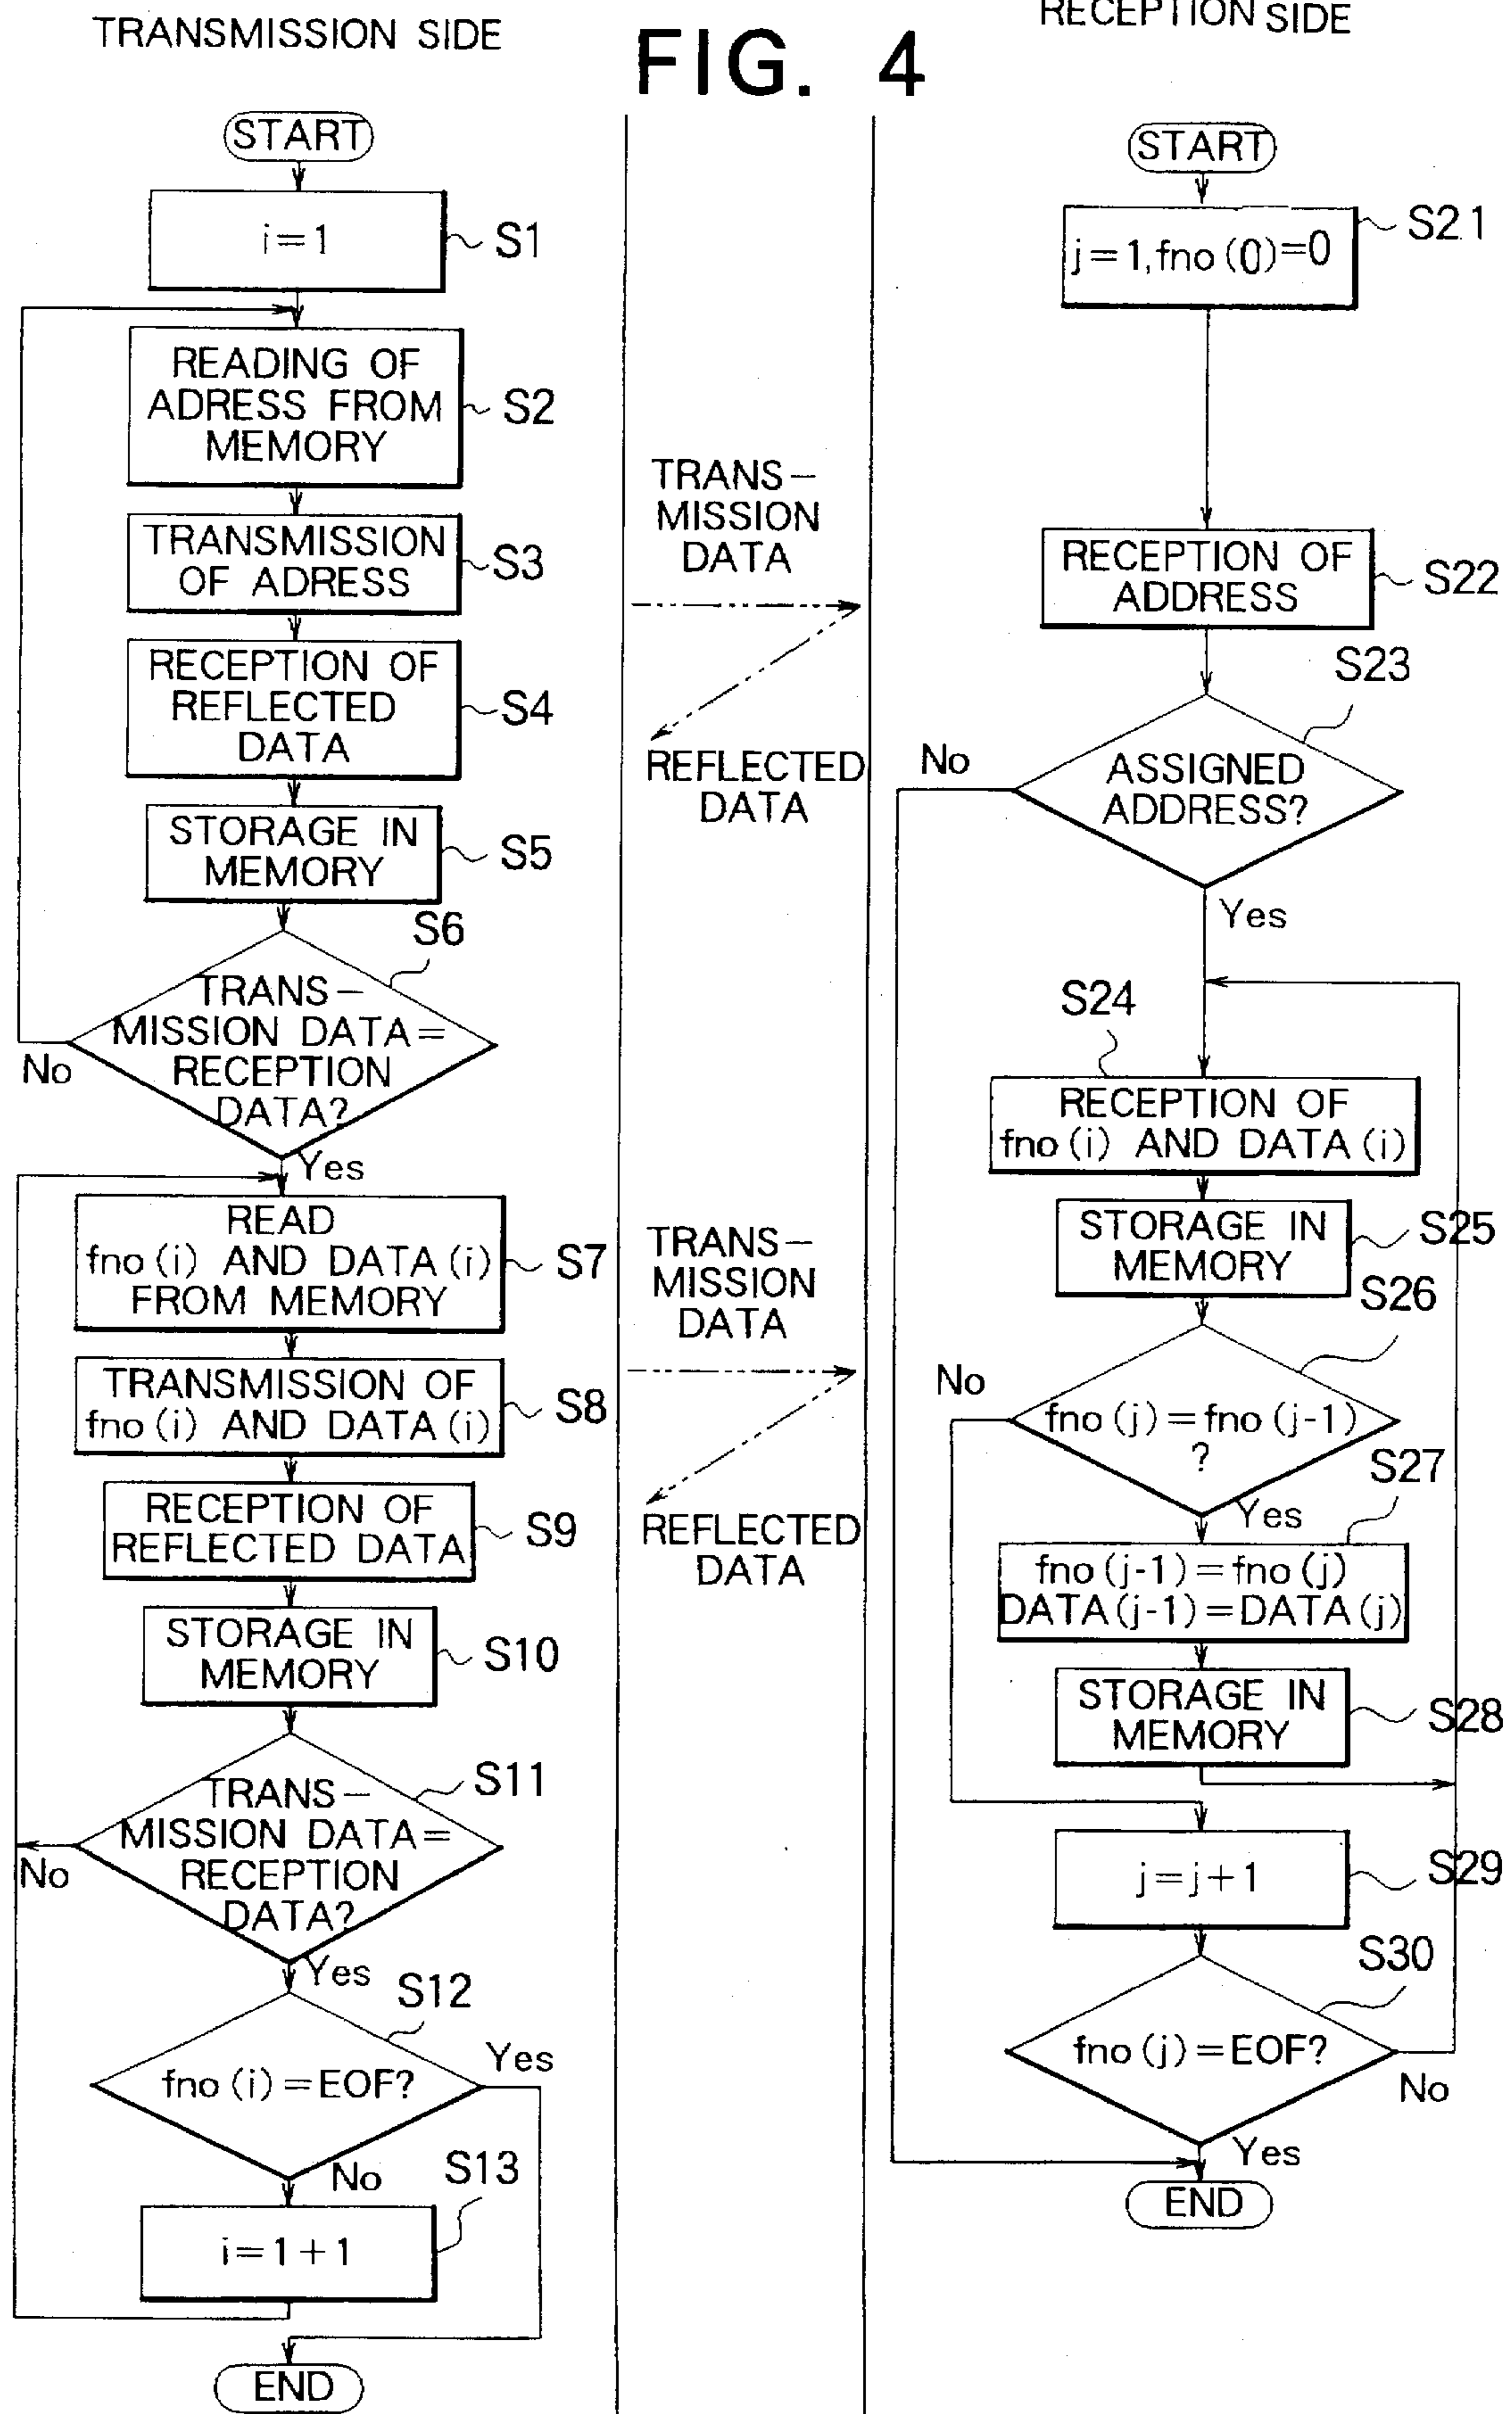 TRANSMISSION SIDE
FIG. 4
RECEPTION SIDE
START
i=1
S1
READING OF
ADRESS FROM
MEMORY
S2
TRANSMISSION
OF ADRESS
S3
RECEPTION OF
REFLECTED
DATA
S4
STORAGE IN
MEMORY
S5
S6
TRANS-
MISSION DATA=
RECEPTION
DATA?
No
Yes
READ
fno(i) AND DATA(i)
FROM MEMORY
S7
TRANSMISSION OF
fno(i) AND DATA(i)
S8
RECEPTION OF
REFLECTED DATA
S9
STORAGE IN
MEMORY
S10
S11
TRANS-
MISSION DATA=
RECEPTION
DATA?
No
Yes
S12
fno(i)=EOF?
Yes
No
S13
i=1+1
END
TRANS-
MISSION
DATA
REFLECTED
DATA
TRANS-
MISSION
DATA
REFLECTED
DATA
START
j=1,fno(0)=0
S21
RECEPTION OF
ADDRESS
S22
S23
ASSIGNED
ADDRESS?
No
Yes
S24
RECEPTION OF
fno(i) AND DATA(i)
STORAGE IN
MEMORY
S25
S26
No
fno(j)=fno(j-1)
?
Yes
S27
fno(j-1)=fno(j)
DATA(j-1)=DATA(j)
STORAGE IN
MEMORY
S28
j=j+1
S29
S30
fno(j)=EOF?
No
Yes
END